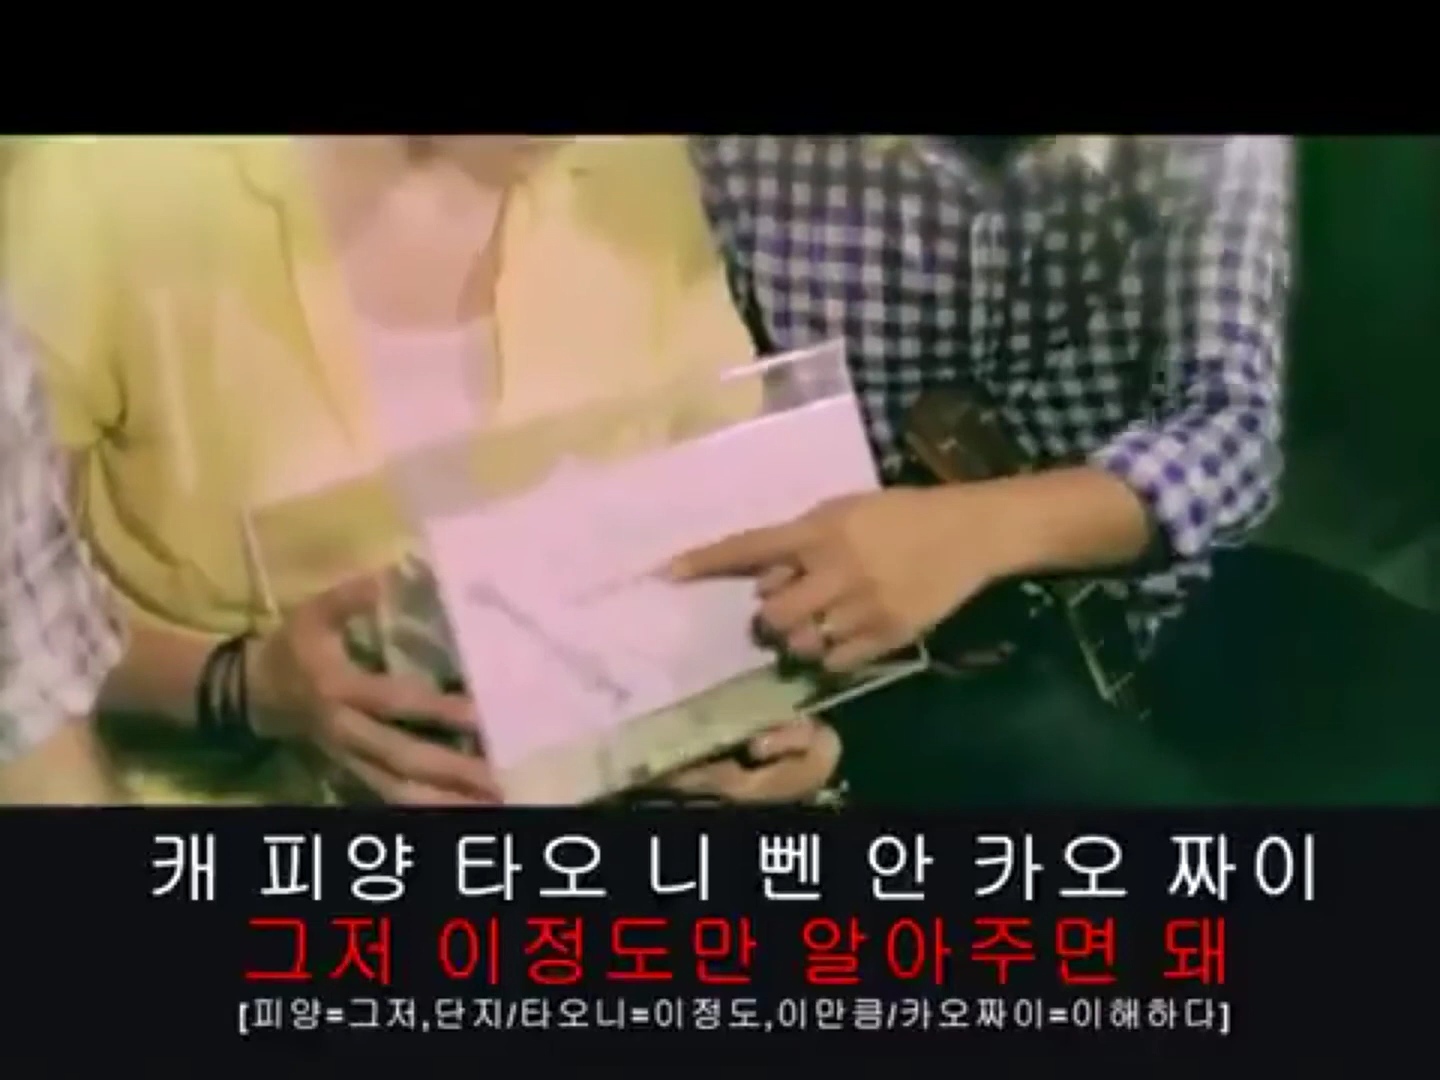 캐 피양 타오 니 뻰 안 카오 짜이
그저 이정도만 알아주면 돼
[피양=그저,단지/타오니=이정도,이만큼/카오짜이=이해하다]